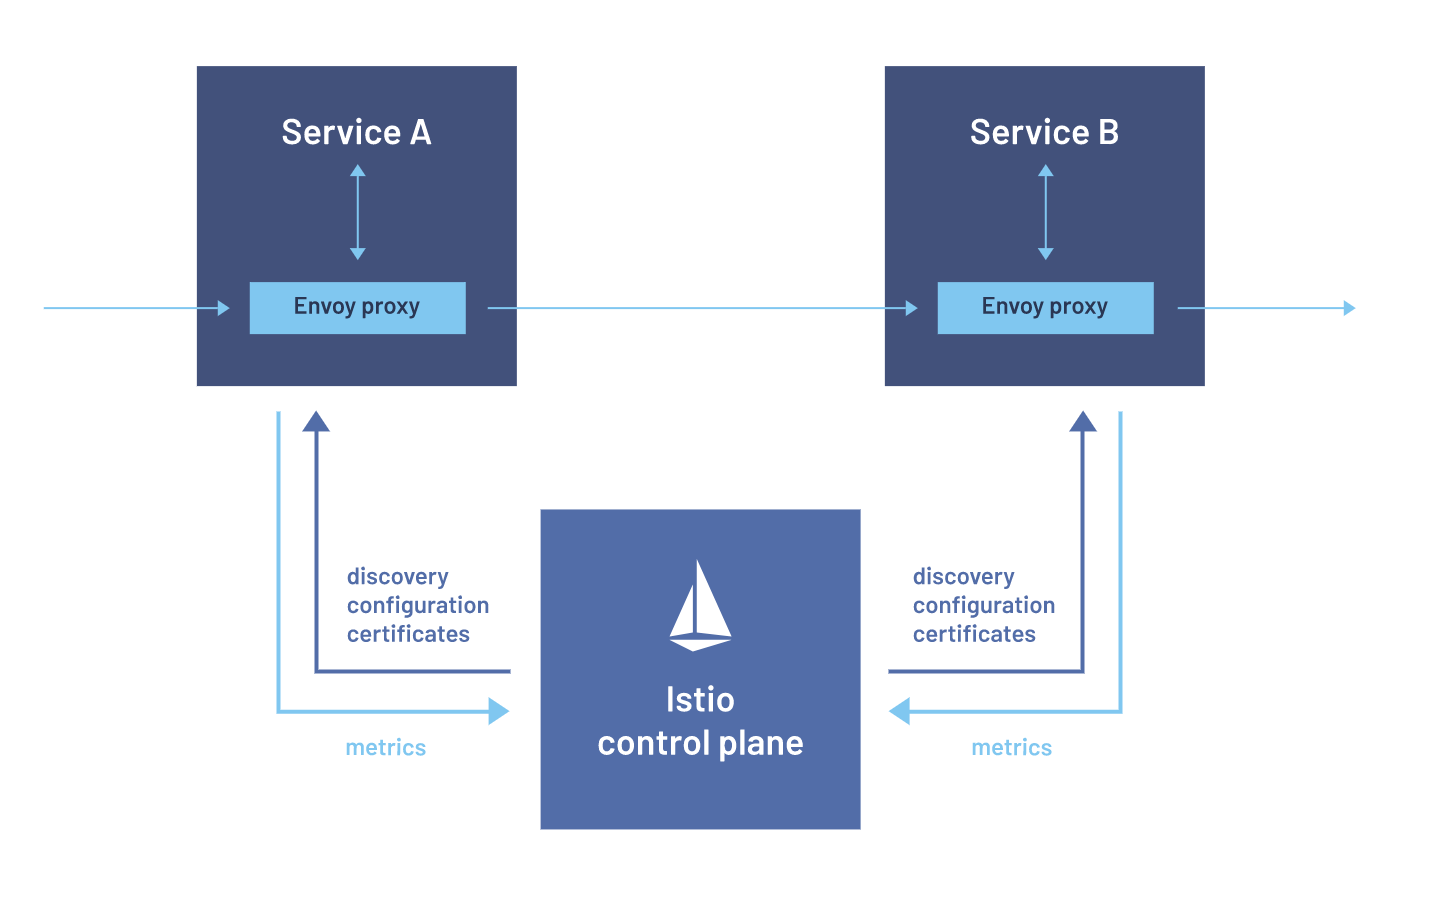 Service A
Service B
Envoy proxy
Envoy proxy
discovery
configuration
certificates
discovery
configuration
certificates
Istio
control plane
metrics
metrics